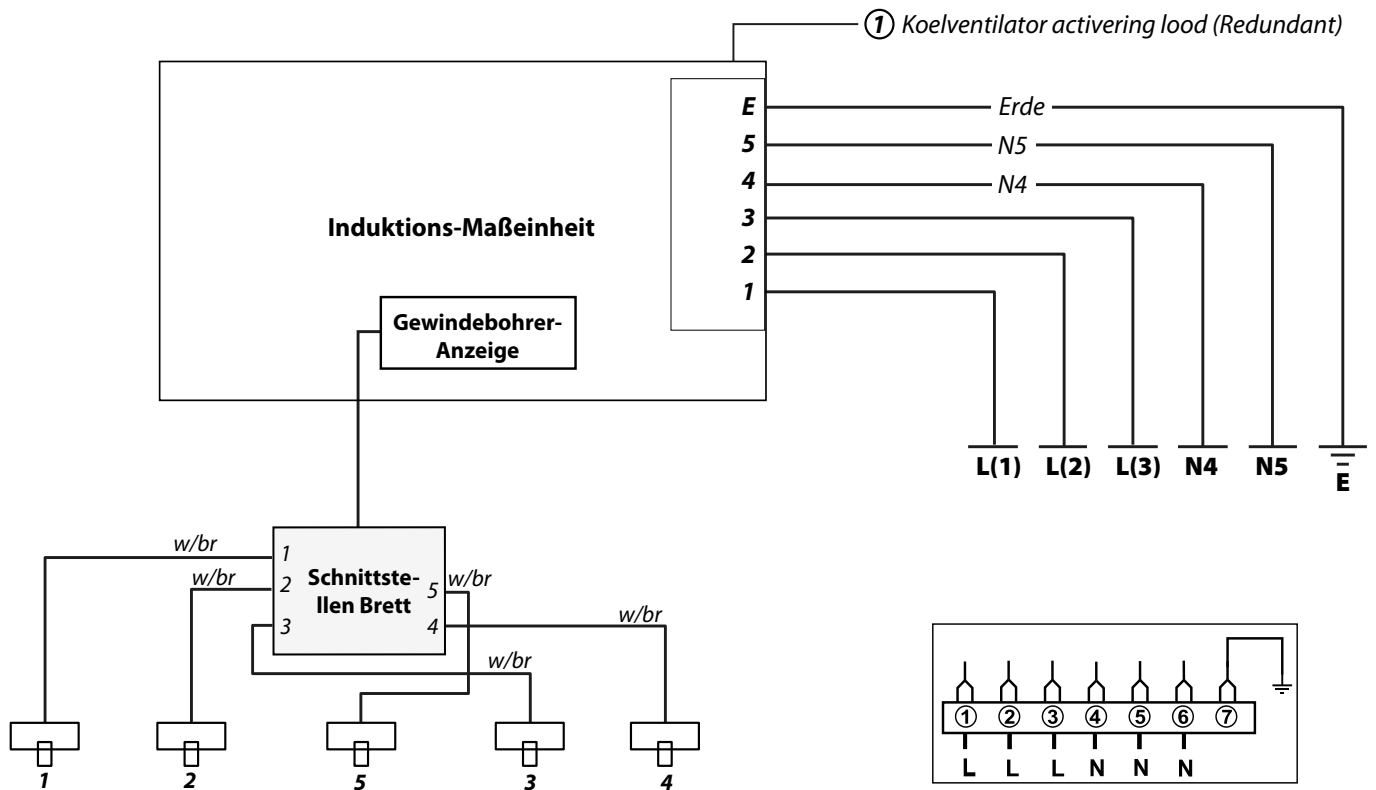 ① Koelventilator activering lood (Redundant)
E
Erde
5
N5
4
N4
3
2
1
Induktions-Maßeinheit
Gewindebohrer-
Anzeige
L(1) L(2) L(3) N4 N5 E
w/br
1
w/br
2
Schnittste-
llen Brett
5
w/br
3
4
w/br
w/br
1 2 5 3 4
① ② ③ ④ ⑤ ⑥ ⑦
L L L N N N